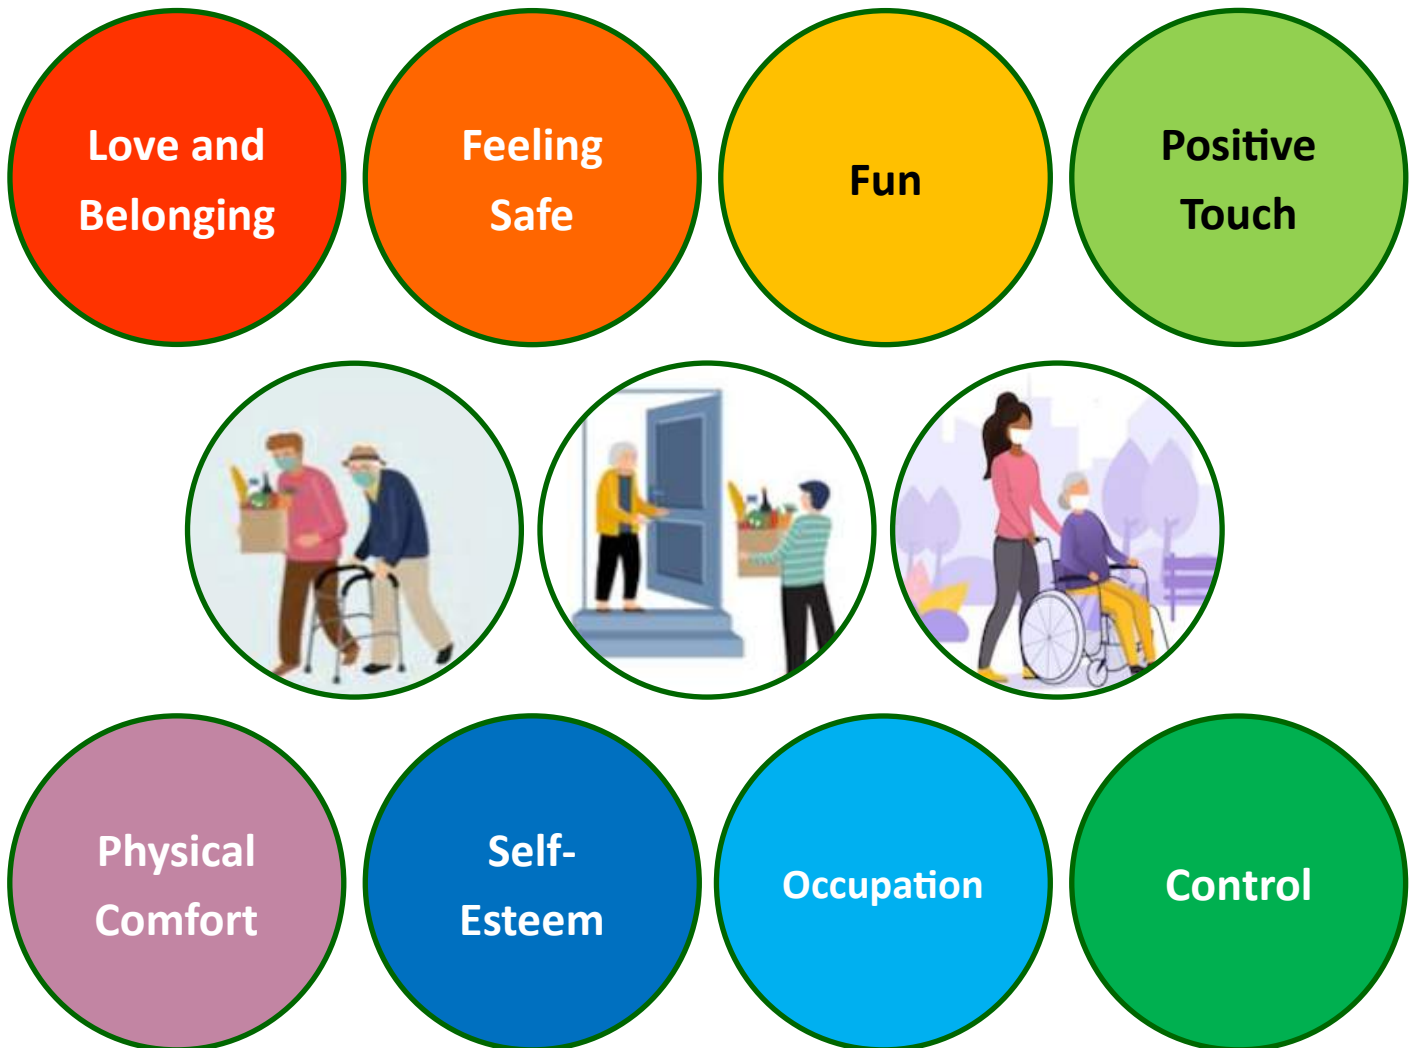 Love and
Belonging
Feeling
Safe
Fun
Positive
Touch
Physical
Comfort
Self-
Esteem
Occupation
Control